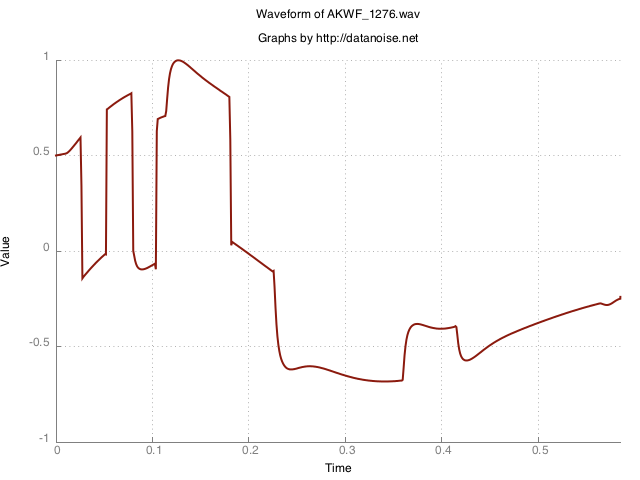 Waveform of AKWF_1276.wav
Graphs by http://datanoise.net
1
0.5
0
-0.5
-1
Value
0 0.1 0.2 0.3 0.4 0.5
Time